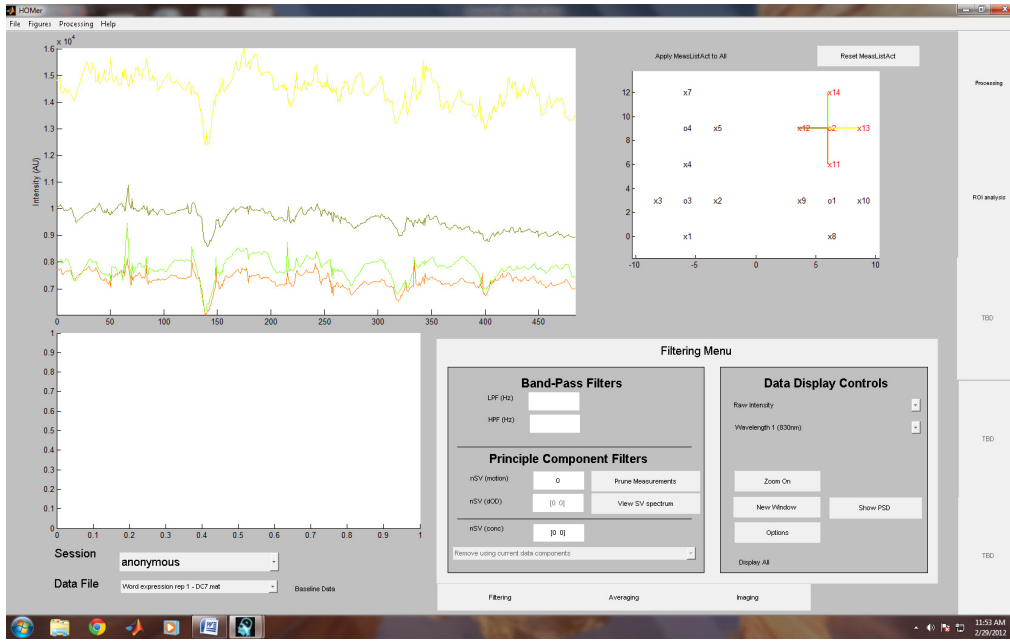 HOMer
File Figures Processing Help
x 10^4
1.6
1.5
1.4
1.3
1.2
1.1
1
0.9
0.8
0.7
Intensity (AU)
0 50 100 150 200 250 300 350 400 450
Apply MeasListAct to All
Reset MeasListAct
12
10
8
6
4
2
0
-10 -5 0 5 10
x7 x14
o4 x5 x12 o2 x13
x4 x11
x3 o3 x2 x9 o1 x10
x1 x8
Processing
ROI analysis
TBD
TBD
TBD
1
0.9
0.8
0.7
0.6
0.5
0.4
0.3
0.2
0.1
0
0 0.1 0.2 0.3 0.4 0.5 0.6 0.7 0.8 0.9 1
Session
anonymous
Data File
Word expression rep 1 - DC7.mat
Baseline Data
Filtering Menu
Band-Pass Filters
LPF (Hz)
HPF (Hz)
Principle Component Filters
nSV (motion) 0 Prune Measurements
nSV (dOD) [0 0] View SV spectrum
nSV (conc) [0 0]
Remove using current data components
Data Display Controls
Raw Intensity
Wavelength 1 (830nm)
Zoom On
New Window Show PSD
Options
Display All
Filtering Averaging Imaging
11:53 AM
2/29/2012